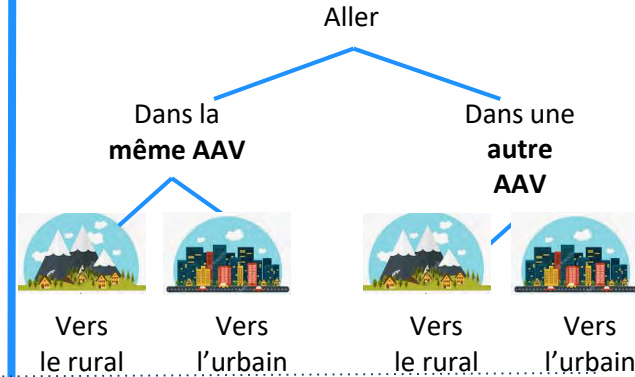 Aller
Dans la
même AAV
Dans une
autre
AAV
Vers
le rural
Vers
l'urbain
Vers
le rural
Vers
l'urbain